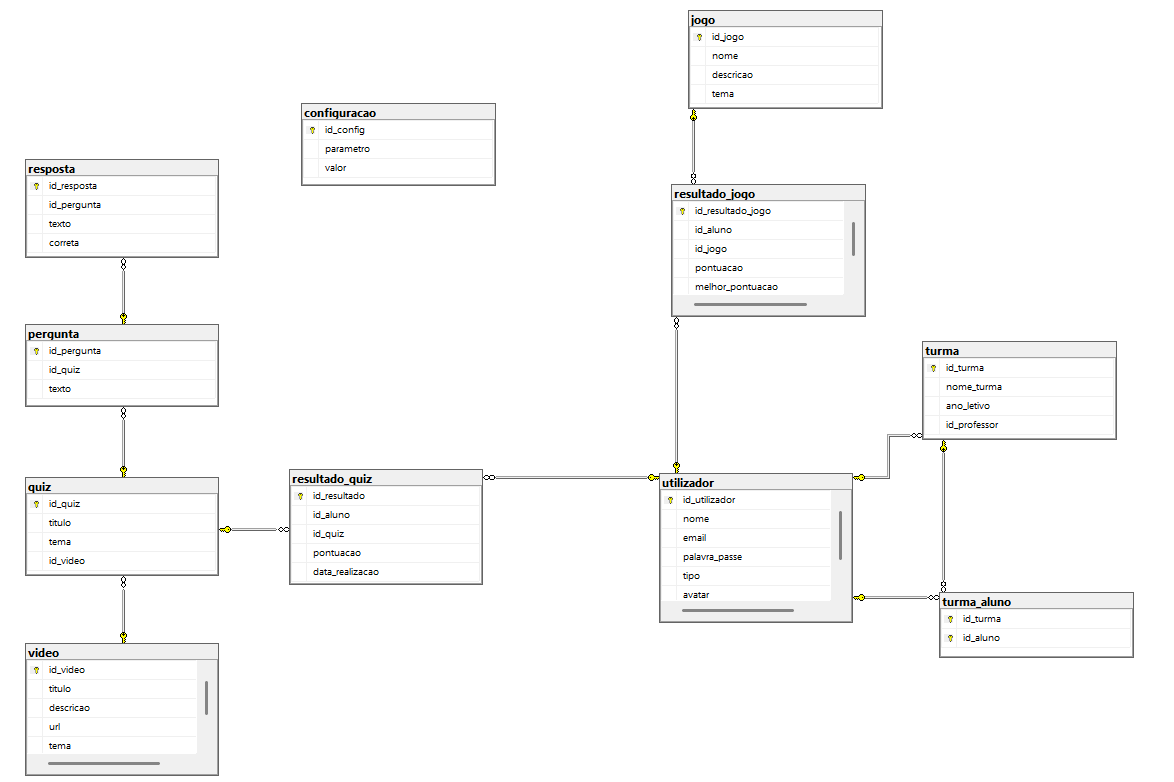 jogo
id_jogo
nome
descricao
tema
configuracao
id_config
parametro
valor
resposta
id_resposta
id_pergunta
texto
correta
resultado_jogo
id_resultado_jogo
id_aluno
id_jogo
pontuacao
melhor_pontuacao
pergunta
id_pergunta
id_quiz
texto
turma
id_turma
nome_turma
ano_letivo
id_professor
quiz
id_quiz
titulo
tema
id_video
resultado_quiz
id_resultado
id_aluno
id_quiz
pontuacao
data_realizacao
utilizador
id_utilizador
nome
email
palavra_passe
tipo
avatar
turma_aluno
id_turma
id_aluno
video
id_video
titulo
descricao
url
tema